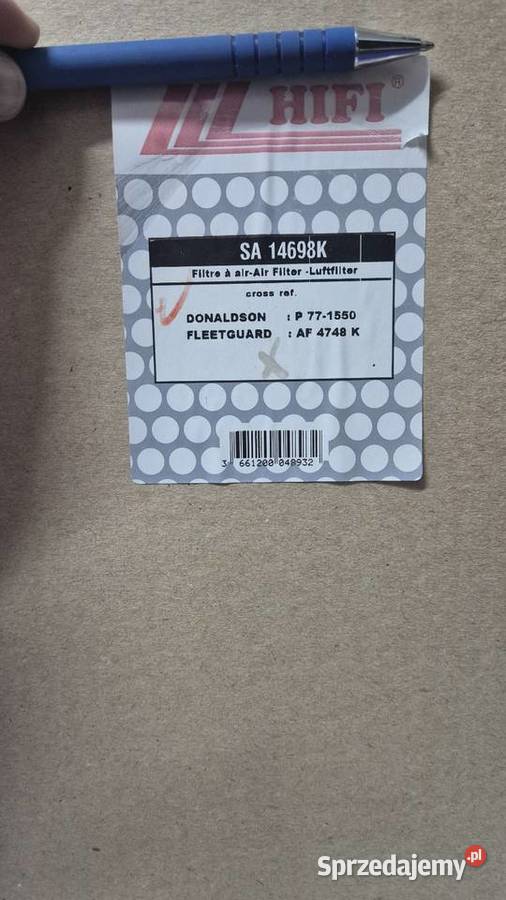 HIFI®
SA 14698K
Filtre à air-Air Filter -Luftfilter
cross ref.
DONALDSON : P 77-1550
FLEETGUARD : AF 4748 K
3 661200 048932
Sprzedajemy.pl